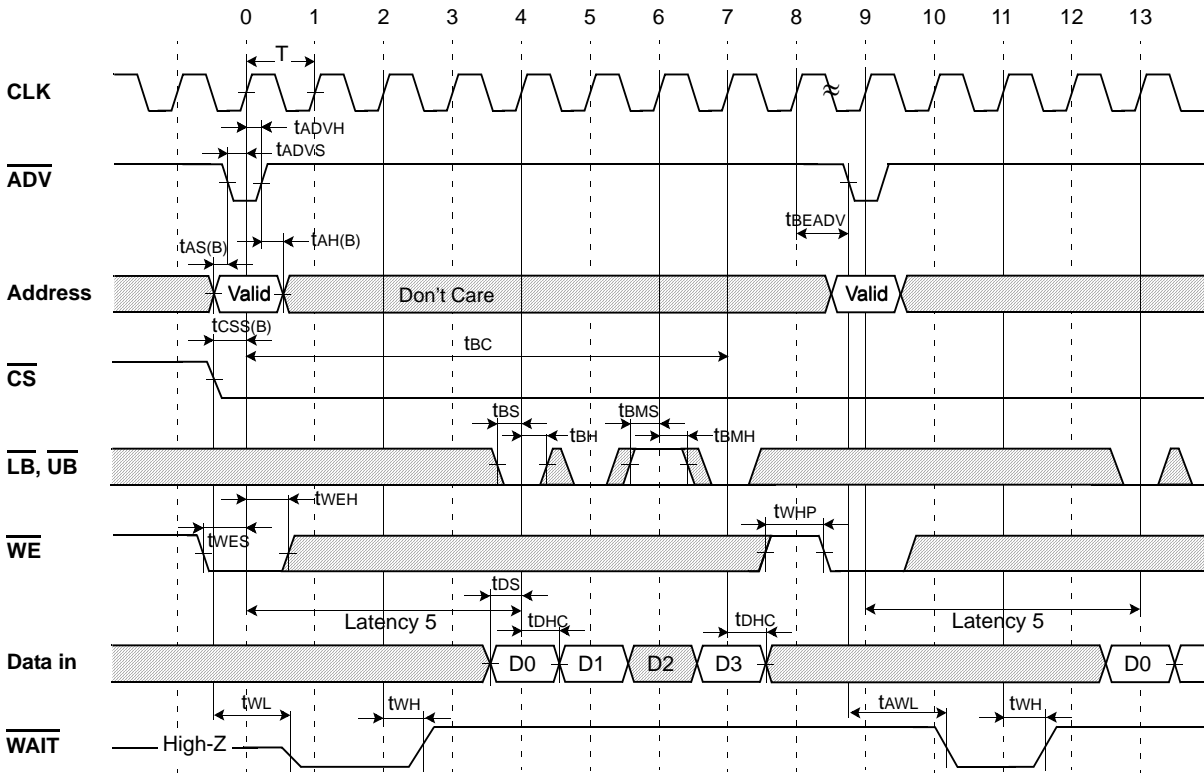 0 1 2 3 4 5 6 7 8 9 10 11 12 13
T
CLK
tADVH
tADVS
ADV
tBEADV
tAS(B) tAH(B)
Address Valid Don't Care Valid
tCSS(B)
tBC
CS
tBS tBMS
tBH tBMH
LB, UB
tWEH
tWHP
tWES
WE
tDS
Latency 5 Latency 5
tDHC tDHC
Data in D0 D1 D2 D3 D0
tWL tWH tAWL tWH
WAIT High-Z